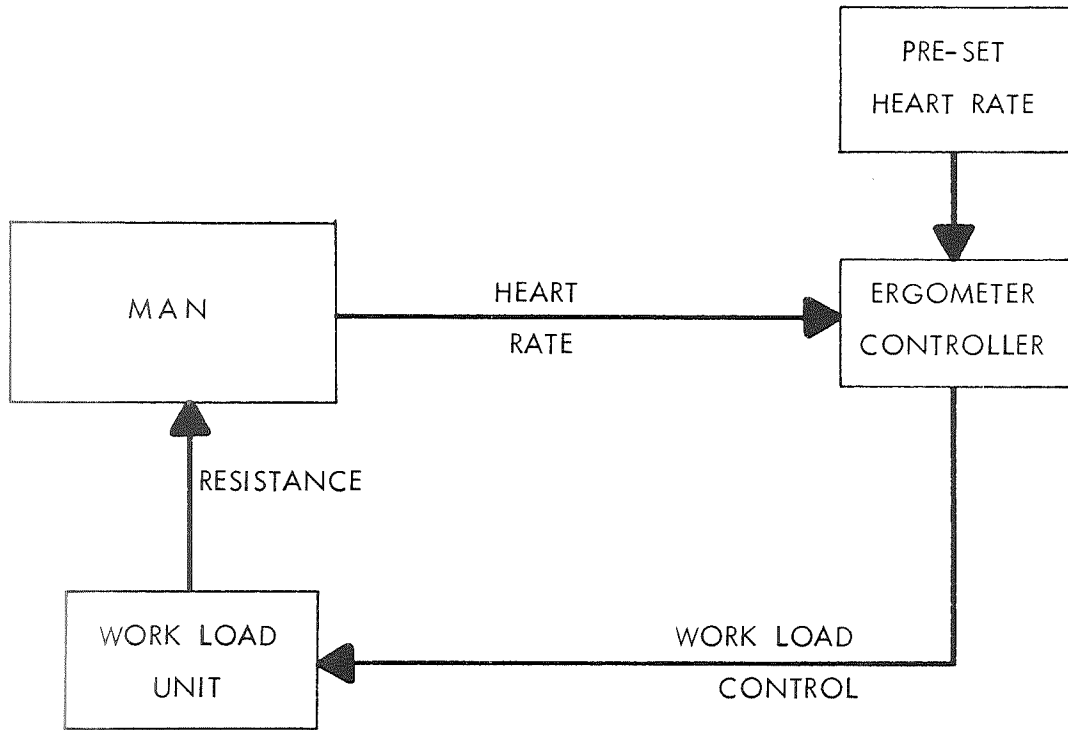 PRE-SET
HEART RATE
MAN
HEART
RATE
ERGOMETER
CONTROLLER
RESISTANCE
WORK LOAD
UNIT
WORK LOAD
CONTROL